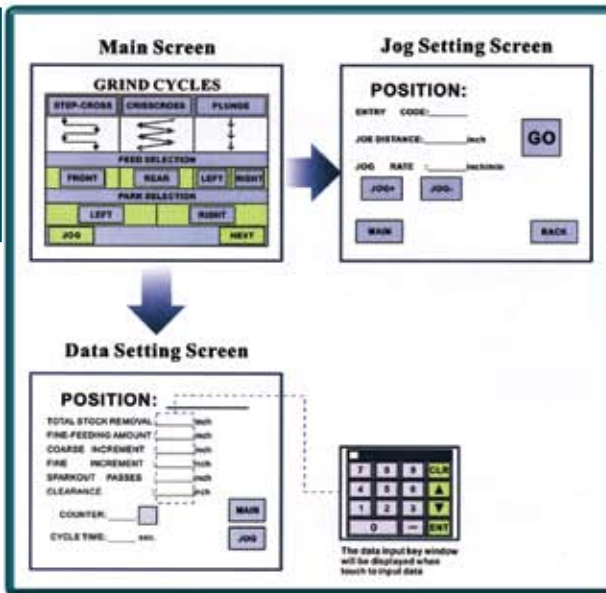 Main Screen
GRIND CYCLES
STEP-CROSS CRISSCROSS PLUNGE
FEED SELECTION
FRONT REAR LEFT RIGHT
PARK SELECTION
LEFT RIGHT
JOG NEXT
Jog Setting Screen
POSITION:
ENTRY CODE:
JOG DISTANCE: inch
GO
JOG RATE : inch/min
JOG+ JOG-
MAIN BACK
Data Setting Screen
POSITION:
TOTAL STOCK REMOVAL : inch
FINE-FEEDING AMOUNT : inch
COARSE INCREMENT : inch
FINE INCREMENT : inch
SPARKOUT PASSES : inch
CLEARANCE : inch
COUNTER: MAIN
CYCLE TIME: sec. JOG
7 8 9 CLR
4 5 6 ▲
1 2 3 ▼
0 — ENT
The data input key window
will be displayed when
touch to input data